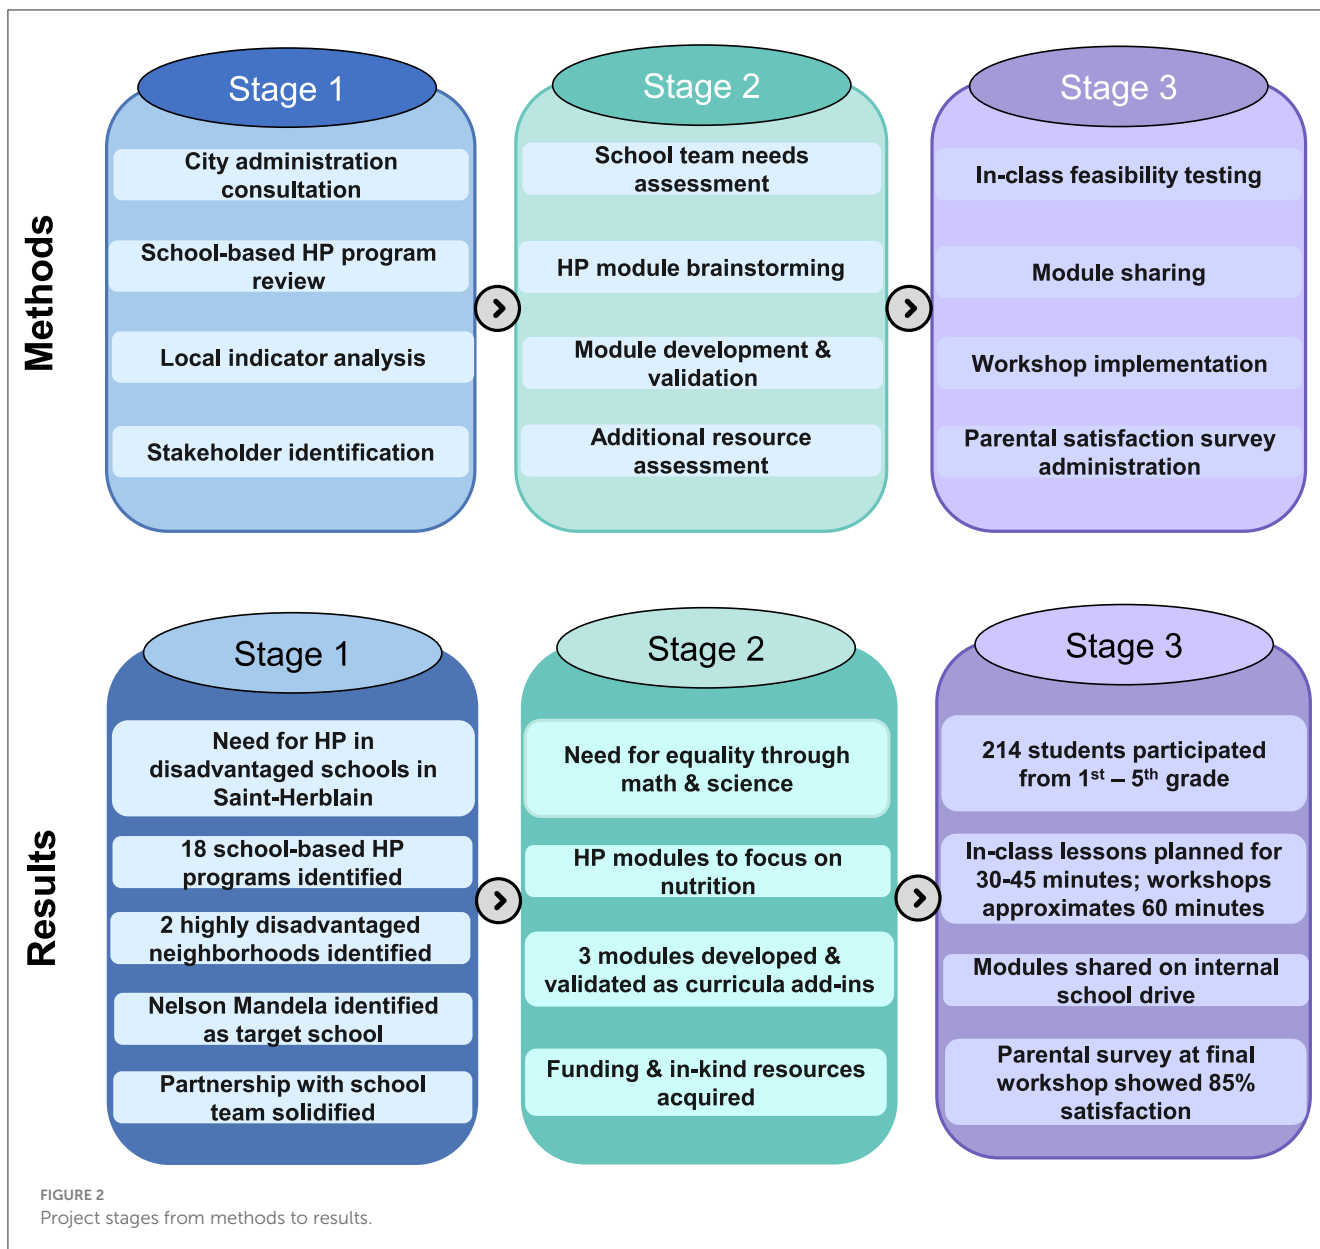 Methods
Stage 1
City administration
consultation
School-based HP program
review
Local indicator analysis
Stakeholder identification
Stage 2
School team needs
assessment
HP module brainstorming
Module development &
validation
Additional resource
assessment
Stage 3
In-class feasibility testing
Module sharing
Workshop implementation
Parental satisfaction survey
administration
Results
Stage 1
Need for HP in
disadvantaged schools in
Saint-Herblain
18 school-based HP
programs identified
2 highly disadvantaged
neighborhoods identified
Nelson Mandela identified
as target school
Partnership with school
team solidified
Stage 2
Need for equality through
math & science
HP modules to focus on
nutrition
3 modules developed &
validated as curricula add-ins
Funding & in-kind resources
acquired
Stage 3
214 students participated
from 1st – 5th grade
In-class lessons planned for
30-45 minutes; workshops
approximates 60 minutes
Modules shared on internal
school drive
Parental survey at final
workshop showed 85%
satisfaction
FIGURE 2
Project stages from methods to results.